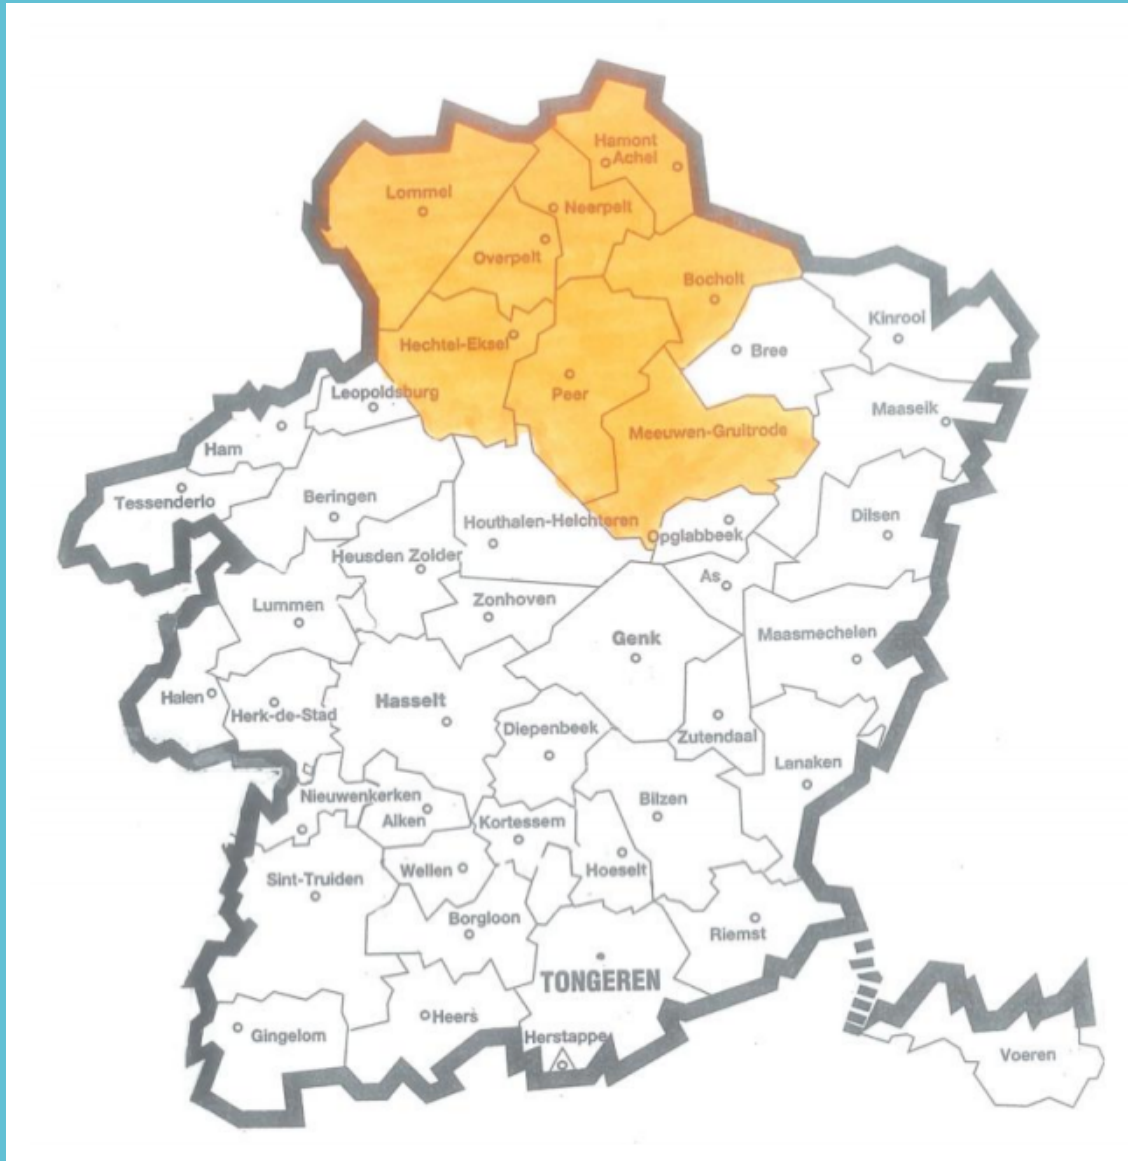 Hamont
Achel
Lommel
Neerpelt
Overpelt
Bocholt
Kinrooi
Hechtel-Eksel
Bree
Leopoldsburg
Peer
Maaseik
Meeuwen-Gruitrode
Ham
Tessenderlo
Beringen
Houthalen-Helchteren
Dilsen
Opglabbeek
Heusden Zolder
As
Lummen
Zonhoven
Genk
Maasmechelen
Halen
Hasselt
Herk-de-Stad
Diepenbeek
Zutendaal
Lanaken
Nieuwenkerken
Bilzen
Alken
Kortessem
Wellen
Hoeselt
Sint-Truiden
Borgloon
Riemst
TONGEREN
Heers
Gingelom
Herstappe
Voeren